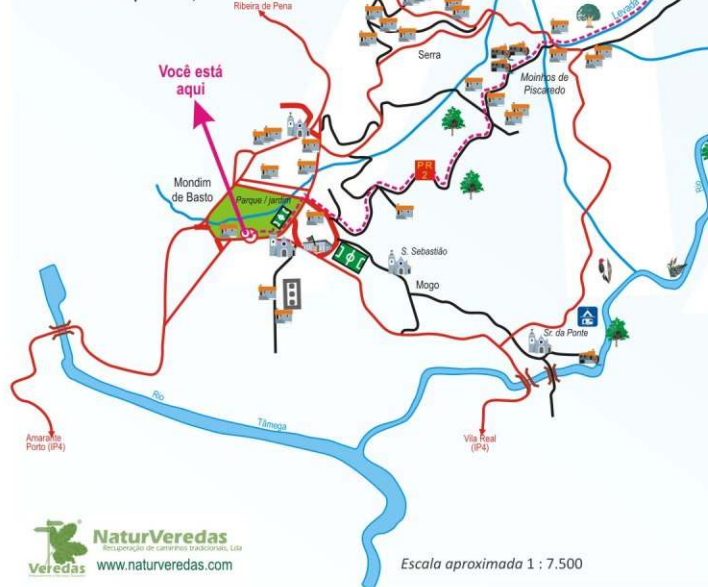 Ribeira de Pena
Serra
Levada
Moinhos de
Piscaredo
Você está
aqui
PR
2
Mondim
de Basto
Parque / jardim
S. Sebastião
Mogo
Sr. da Ponte
Rio
Rio
Tâmega
Amarante
Porto (IP4)
Vila Real
(IP4)
NaturVeredas
Recuperação de caminhos tradicionais, Lda
Veredas
www.naturveredas.com
Escala aproximada 1 : 7.500